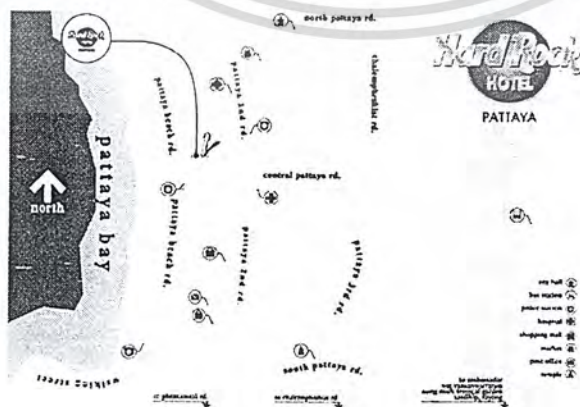 north pattaya rd.
Hard Rock
HOTEL
PATTAYA
pattaya beach rd.
pattaya 2nd rd.
central pattaya rd.
north
pattaya bay
pattaya beach rd.
pattaya 2nd rd.
pattaya 3rd rd.
city hall
bus station
police station
hospital
shopping mall
market
post office
temple
walking street
south pattaya rd.